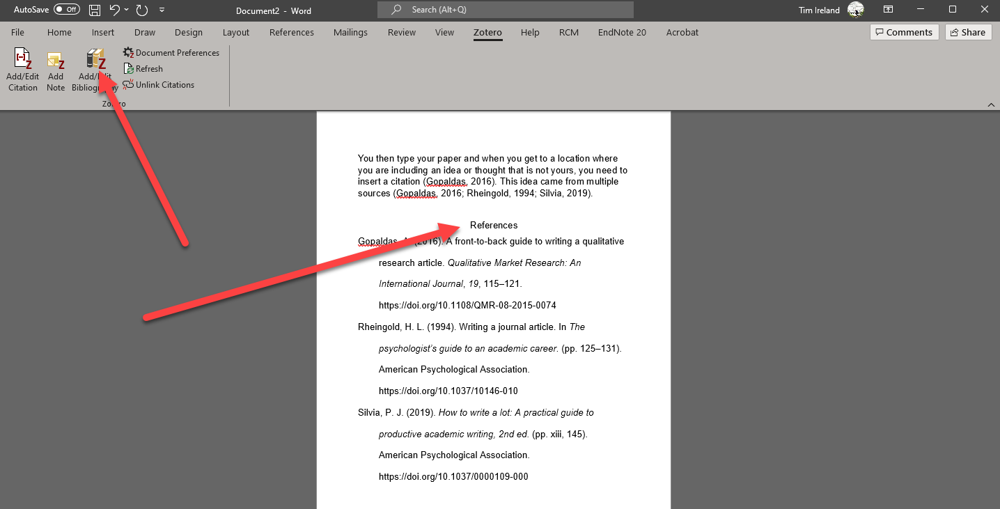 AutoSave Off Document2 - Word Search (Alt+Q) Tim Ireland
File Home Insert Draw Design Layout References Mailings Review View Zotero Help RCM EndNote 20 Acrobat Comments Share
Add/Edit Citation
Add Note
Add/Edit Bibliography
Document Preferences
Refresh
Unlink Citations
Zotero
You then type your paper and when you get to a location where
you are including an idea or thought that is not yours, you need to
insert a citation (Gopaldas, 2016). This idea came from multiple
sources (Gopaldas, 2016; Rheingold, 1994; Silvia, 2019).
References
Gopaldas, A. (2016). A front-to-back guide to writing a qualitative
research article. Qualitative Market Research: An
International Journal, 19, 115–121.
https://doi.org/10.1108/QMR-08-2015-0074
Rheingold, H. L. (1994). Writing a journal article. In The
psychologist’s guide to an academic career. (pp. 125–131).
American Psychological Association.
https://doi.org/10.1037/10146-010
Silvia, P. J. (2019). How to write a lot: A practical guide to
productive academic writing, 2nd ed. (pp. xiii, 145).
American Psychological Association.
https://doi.org/10.1037/0000109-000